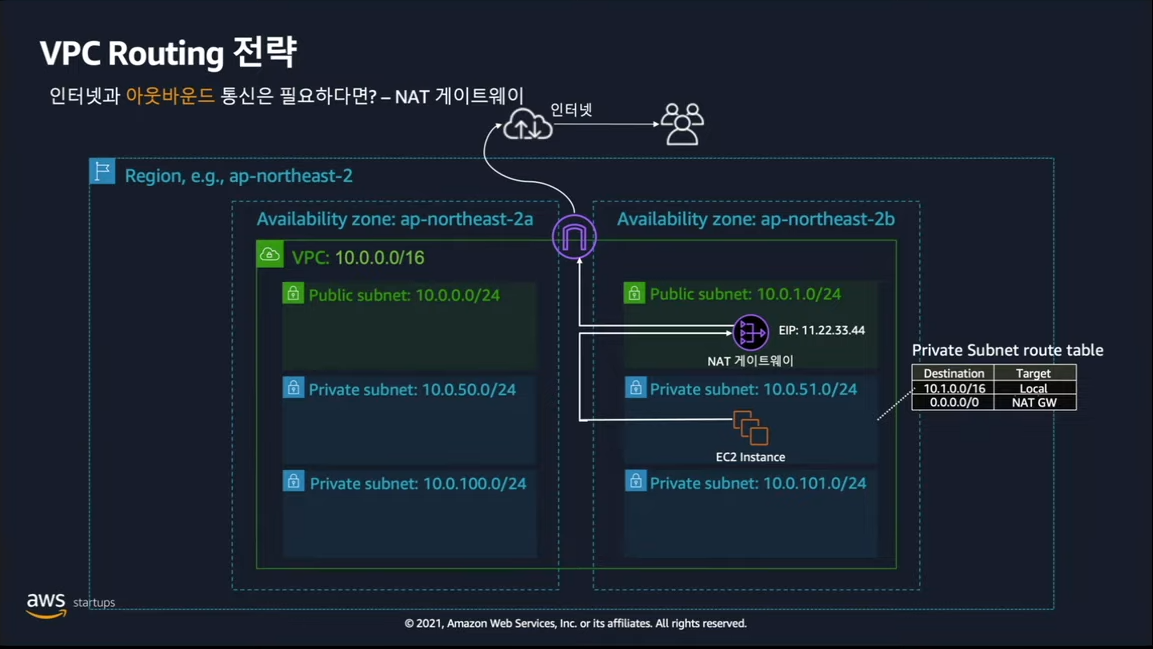 VPC Routing 전략
인터넷과 아웃바운드 통신은 필요하다면? – NAT 게이트웨이
인터넷
Region, e.g., ap-northeast-2
Availability zone: ap-northeast-2a
Availability zone: ap-northeast-2b
VPC: 10.0.0.0/16
Public subnet: 10.0.0.0/24
Public subnet: 10.0.1.0/24
EIP: 11.22.33.44
NAT 게이트웨이
Private Subnet route table
Destination Target
10.1.0.0/16 Local
0.0.0.0/0 NAT GW
Private subnet: 10.0.50.0/24
Private subnet: 10.0.51.0/24
EC2 Instance
Private subnet: 10.0.100.0/24
Private subnet: 10.0.101.0/24
aws startups
© 2021, Amazon Web Services, Inc. or its affiliates. All rights reserved.